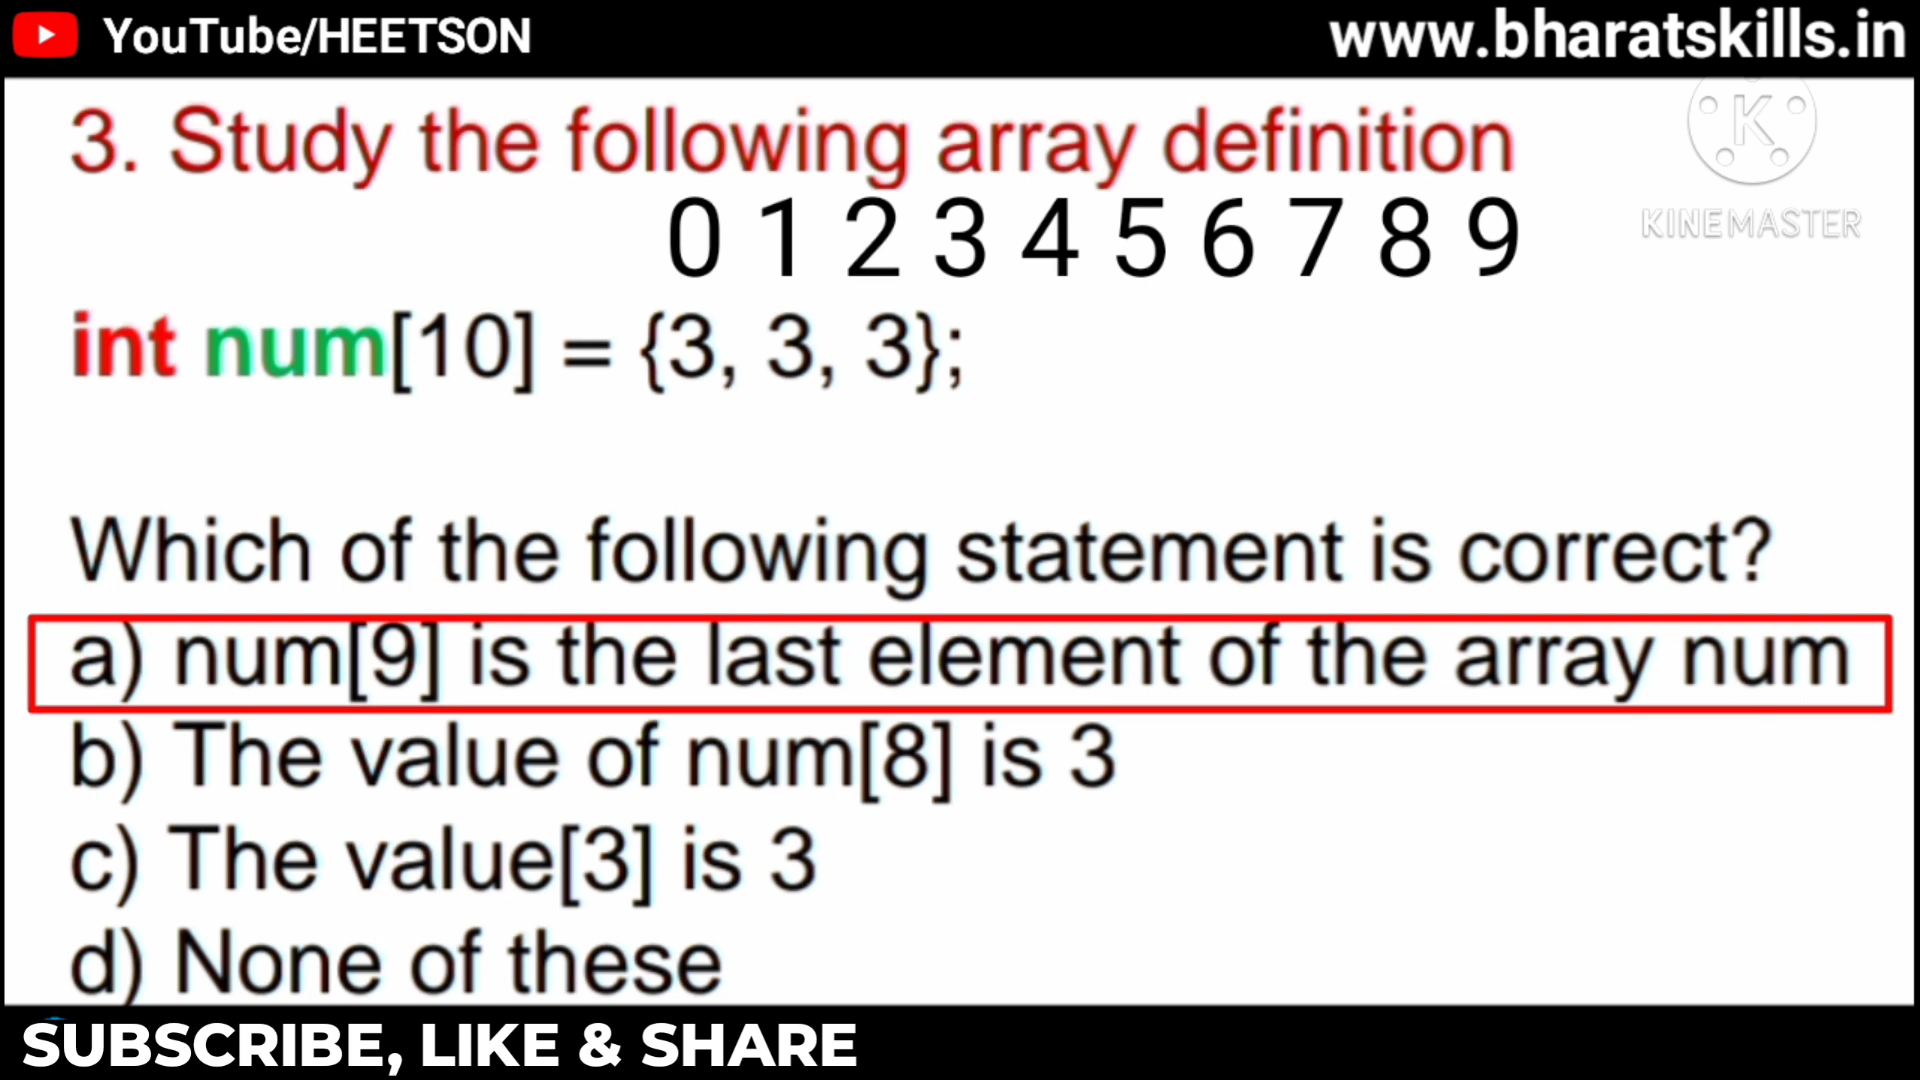 YouTube/HEETSON
www.bharatskills.in
3. Study the following array definition
KINEMASTER
0 1 2 3 4 5 6 7 8 9
int num[10] = {3, 3, 3};
Which of the following statement is correct?
a) num[9] is the last element of the array num
b) The value of num[8] is 3
c) The value[3] is 3
d) None of these
SUBSCRIBE, LIKE & SHARE